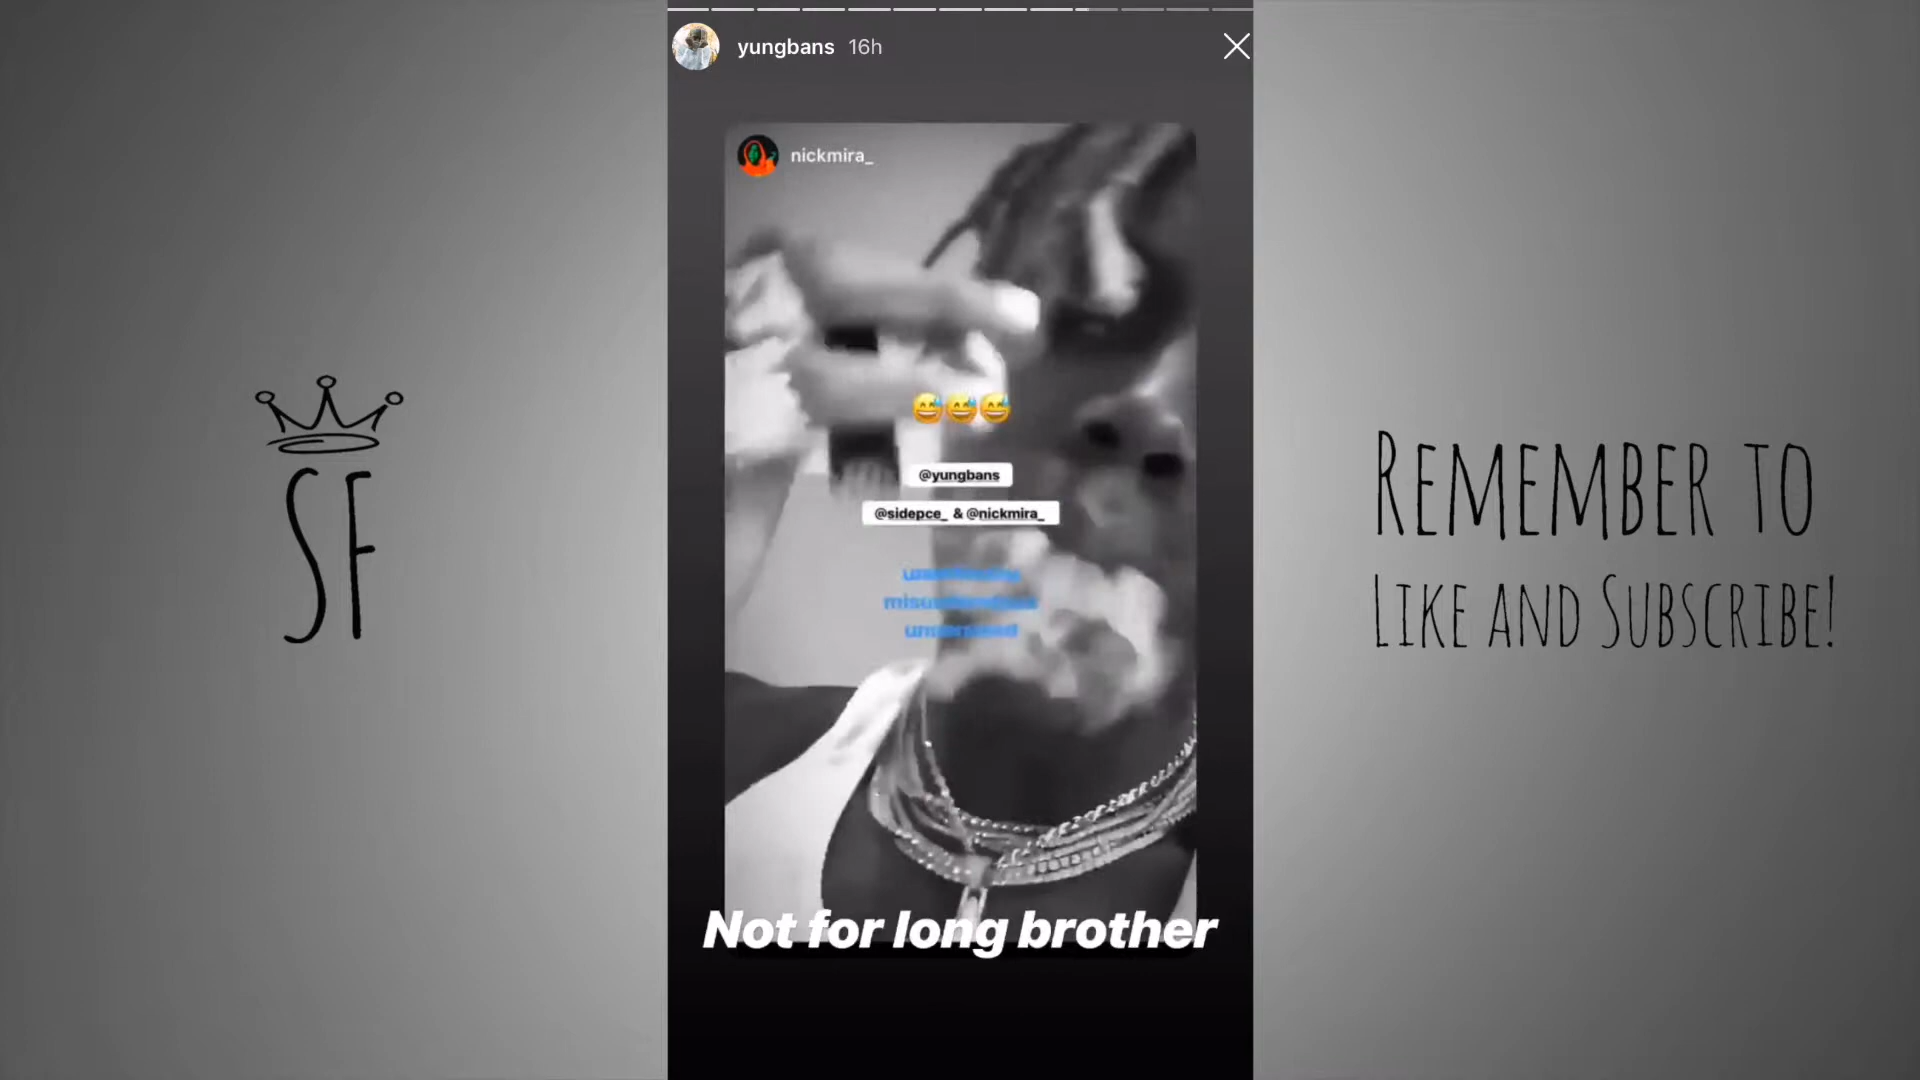 yungbans 16h
nickmira_
@yungbans
@sidepce_ & @nickmira_
Not for long brother
SF
REMEMBER TO
LIKE AND SUBSCRIBE!